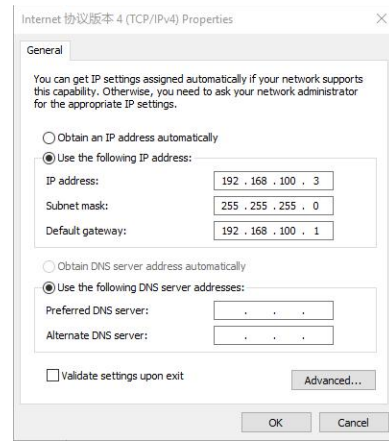 Internet 协议版本 4 (TCP/IPv4) Properties
General
You can get IP settings assigned automatically if your network supports
this capability. Otherwise, you need to ask your network administrator
for the appropriate IP settings.
Obtain an IP address automatically
Use the following IP address:
IP address: 192 . 168 . 100 . 3
Subnet mask: 255 . 255 . 255 . 0
Default gateway: 192 . 168 . 100 . 1
Obtain DNS server address automatically
Use the following DNS server addresses:
Preferred DNS server: . . .
Alternate DNS server: . . .
Validate settings upon exit
Advanced...
OK Cancel